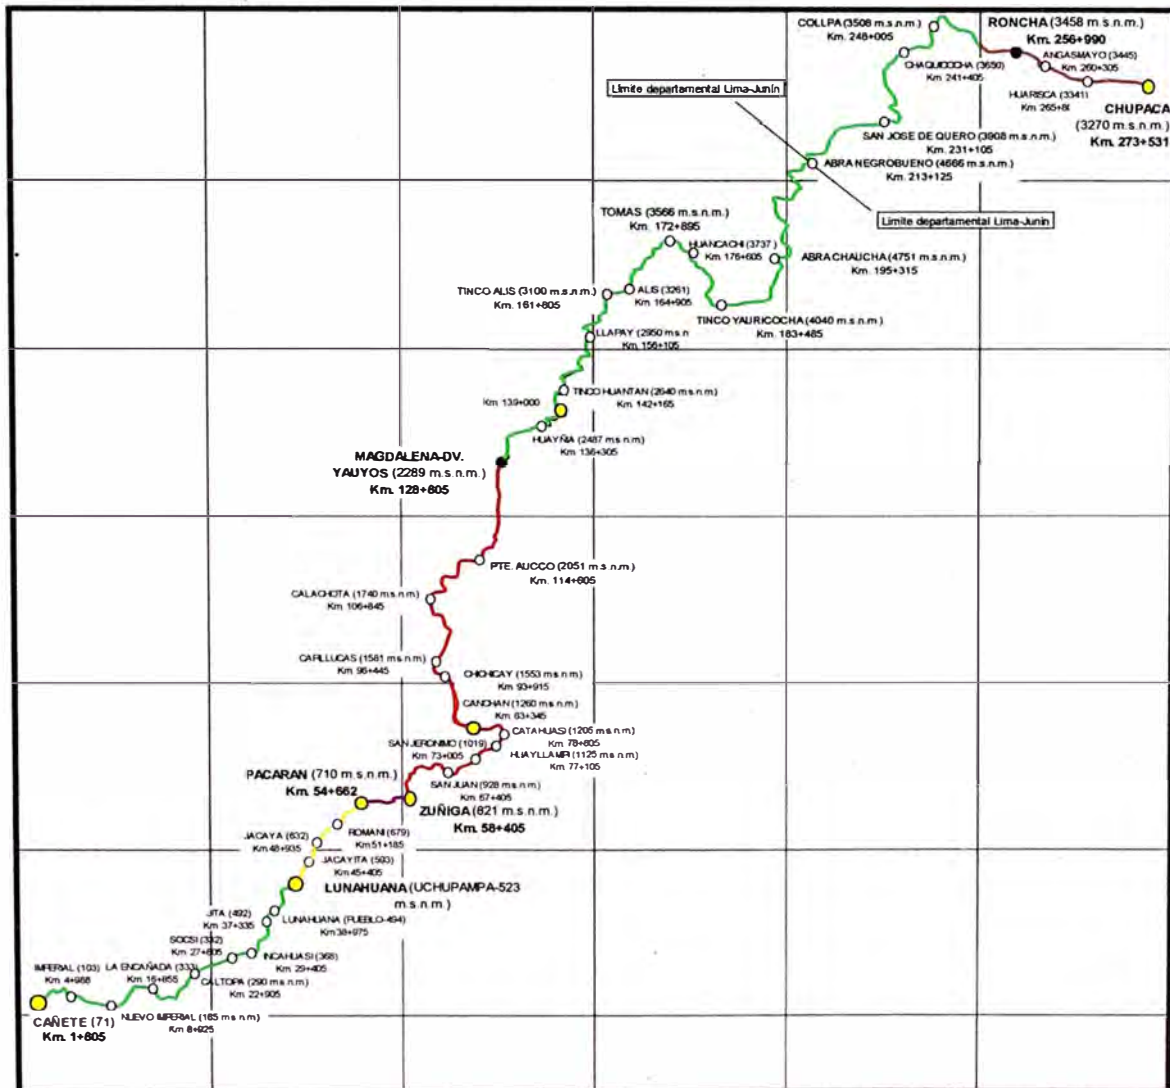 COLLPA (3508 m.s.n.m.)
Km. 248+005
RONCHA (3458 m.s.n.m.)
Km. 256+990
ANGASMAYO (3445)
Km 260+305
CHAQUICOCHA (3650)
Km 241+405
HUARISCA (3341)
Km 265+8
CHUPACA
(3270 m.s.n.m.)
Km. 273+531
Límite departamental Lima-Junín
SAN JOSE DE QUERO (3908 m.s.n.m.)
Km. 231+105
ABRA NEGROBUENO (4666 m.s.n.m.)
Km. 213+125
Límite departamental Lima-Junín
TOMAS (3566 m.s.n.m.)
Km. 172+895
HUANCACHI (3737)
Km 176+605
ABRA CHAUCHA (4751 m.s.n.m.)
Km. 195+315
TINCO ALIS (3100 m.s.n.m.)
Km. 161+805
ALIS (3261)
Km 164+905
TINCO YAURICOCHA (4040 m.s.n.m.)
Km. 183+485
LLAPAY (2950 m.s.n
Km 156+105
TINCO HUANTAN (2640 m.s.n.m.)
Km. 142+165
Km 139+000
HUAYÑA (2487 m.s.n.m.)
Km 136+305
MAGDALENA-DV.
YAUYOS (2289 m.s.n.m.)
Km. 128+805
PTE. AUCCO (2051 m.s.n.m.)
Km. 114+605
CALACHOTA (1740 m.s.n.m.)
Km 106+845
CARLLUCAS (1581 m.s.n.m)
Km 96+445
CHICHICAY (1553 m.s.n.m)
Km 93+915
CANCHAN (1260 m.s.n.m)
Km 83+345
CATAHUASI (1205 m.s.n.m)
Km 78+605
SAN JERONIMO (1019)
Km 73+005
HUAYLLAMPI (1125 m.s.n.m)
Km 77+105
PACARAN (710 m.s.n.m.)
Km. 54+662
SAN JUAN (928 m.s.n.m)
Km 67+405
ZUÑIGA (821 m.s.n.m.)
Km. 58+405
ROMANI (679)
Km 51+185
JACAYA (632)
Km 48+935
JACAYITA (593)
Km 45+405
LUNAHUANA (UCHUPAMPA-523
m.s.n.m.)
JITA (492)
Km 37+335
LUNAHUANA (PUEBLO-494)
Km 38+975
SOCSI (332)
Km 27+805
INCAHUASI (368)
Km 29+405
IMPERIAL (103)
Km 4+988
LA ENCAÑADA (333)
Km 16+855
CALTOPA (290 m.s.n.m)
Km 22+905
CAÑETE (71)
Km. 1+805
NUEVO IMPERIAL (165 m.s.n.m)
Km 8+925